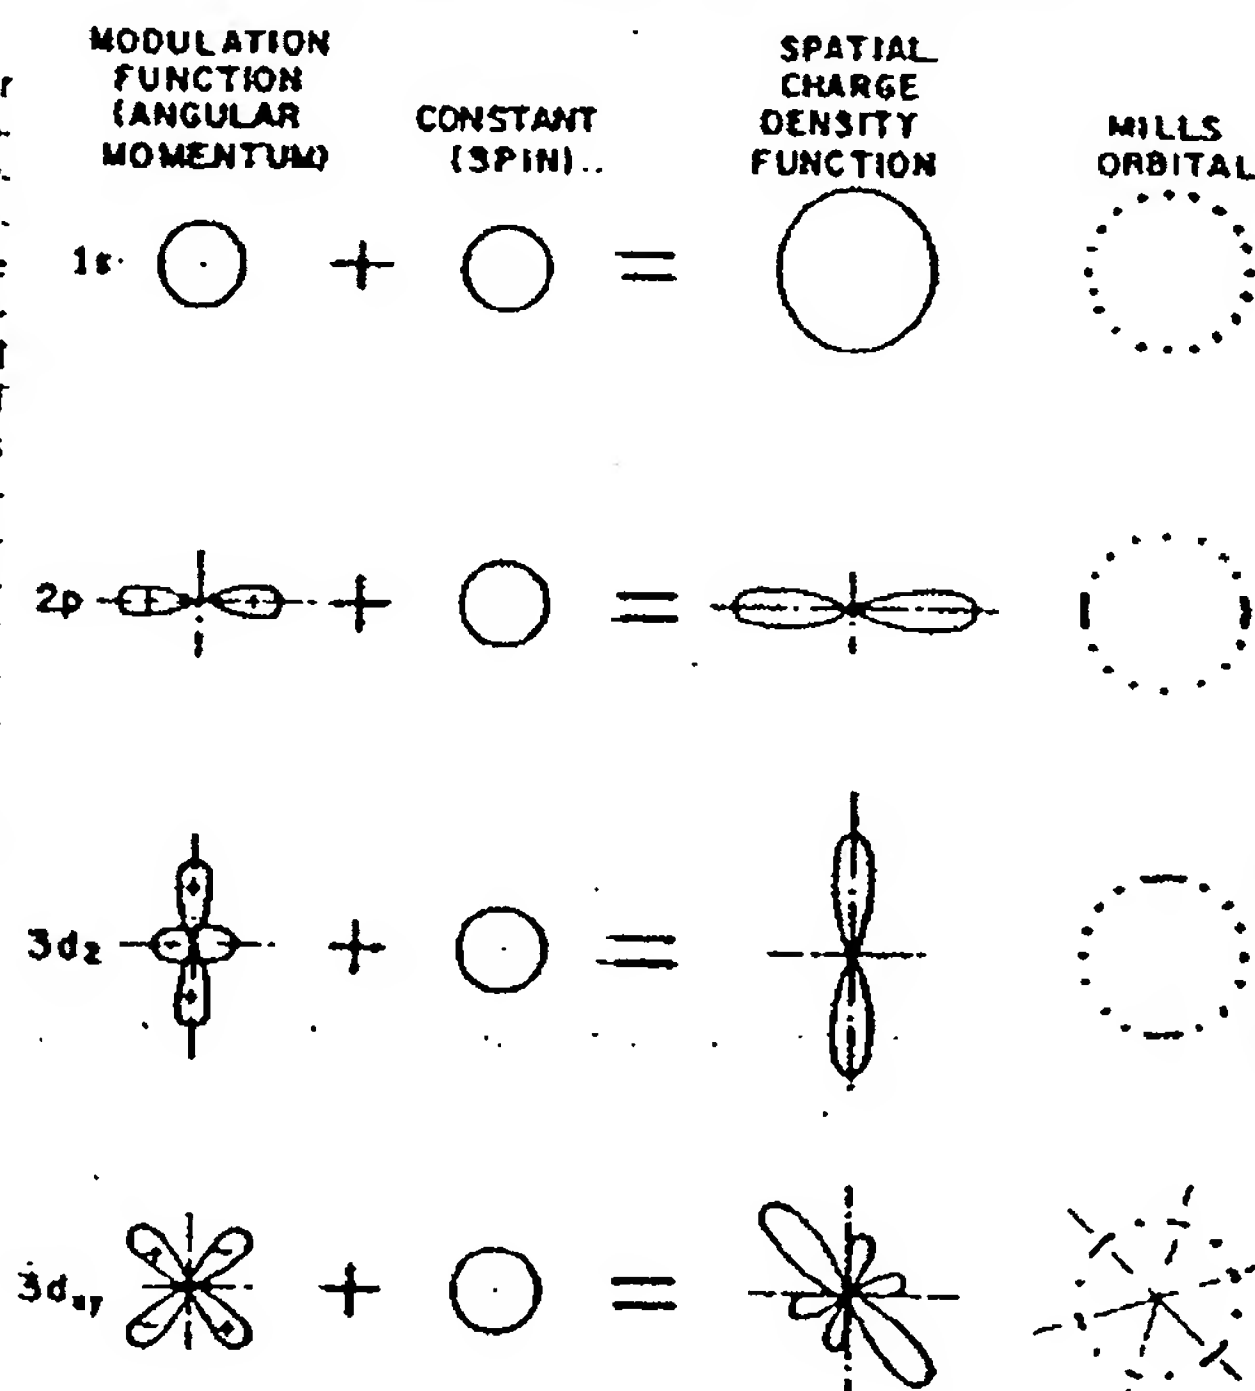 MODULATION
FUNCTION
(ANGULAR
MOMENTUM)
CONSTANT
(SPIN)..
SPATIAL
CHARGE
DENSITY
FUNCTION
MILLS
ORBITAL
1s
+
=
2p
+
=
3dz
+
=
3dxy
+
=